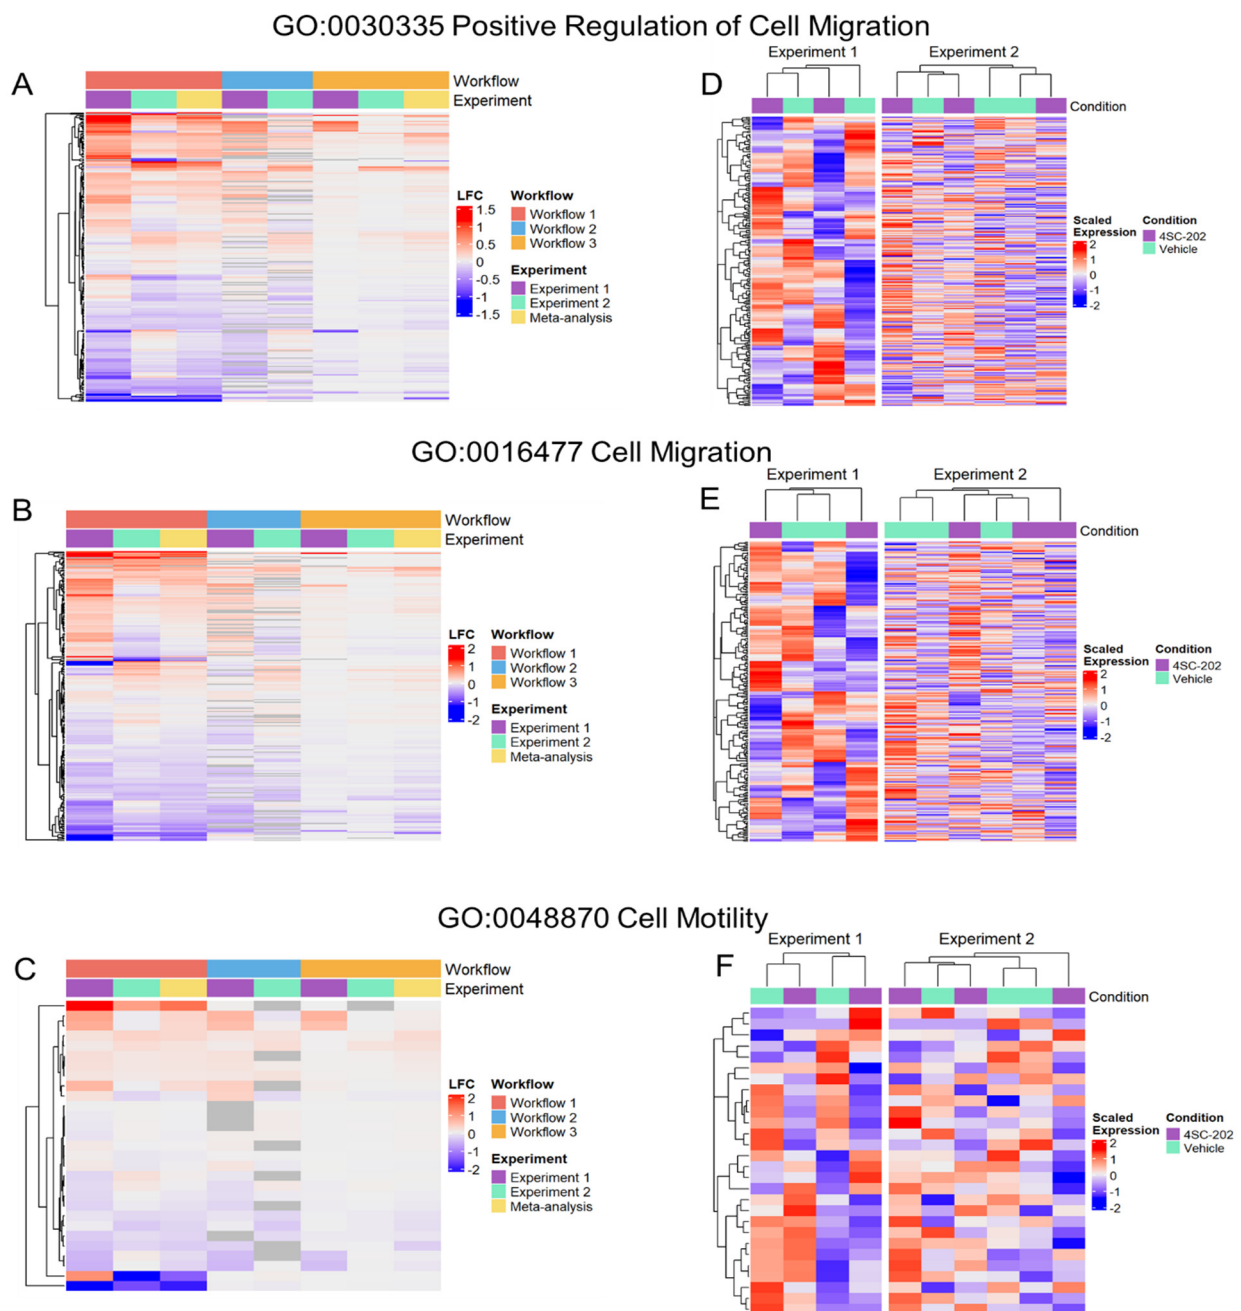 GO:0030335 Positive Regulation of Cell Migration
A
Workflow
Experiment
LFC
1.5
1
0.5
0
-0.5
-1
-1.5
Workflow
Workflow 1
Workflow 2
Workflow 3
Experiment
Experiment 1
Experiment 2
Meta-analysis
D
Experiment 1
Experiment 2
Condition
Scaled
Expression
2
1
0
-1
-2
Condition
4SC-202
Vehicle
GO:0016477 Cell Migration
B
Workflow
Experiment
LFC
2
1
0
-1
-2
Workflow
Workflow 1
Workflow 2
Workflow 3
Experiment
Experiment 1
Experiment 2
Meta-analysis
E
Experiment 1
Experiment 2
Condition
Scaled
Expression
2
1
0
-1
-2
Condition
4SC-202
Vehicle
GO:0048870 Cell Motility
C
Workflow
Experiment
LFC
2
1
0
-1
-2
Workflow
Workflow 1
Workflow 2
Workflow 3
Experiment
Experiment 1
Experiment 2
Meta-analysis
F
Experiment 1
Experiment 2
Condition
Scaled
Expression
2
1
0
-1
-2
Condition
4SC-202
Vehicle